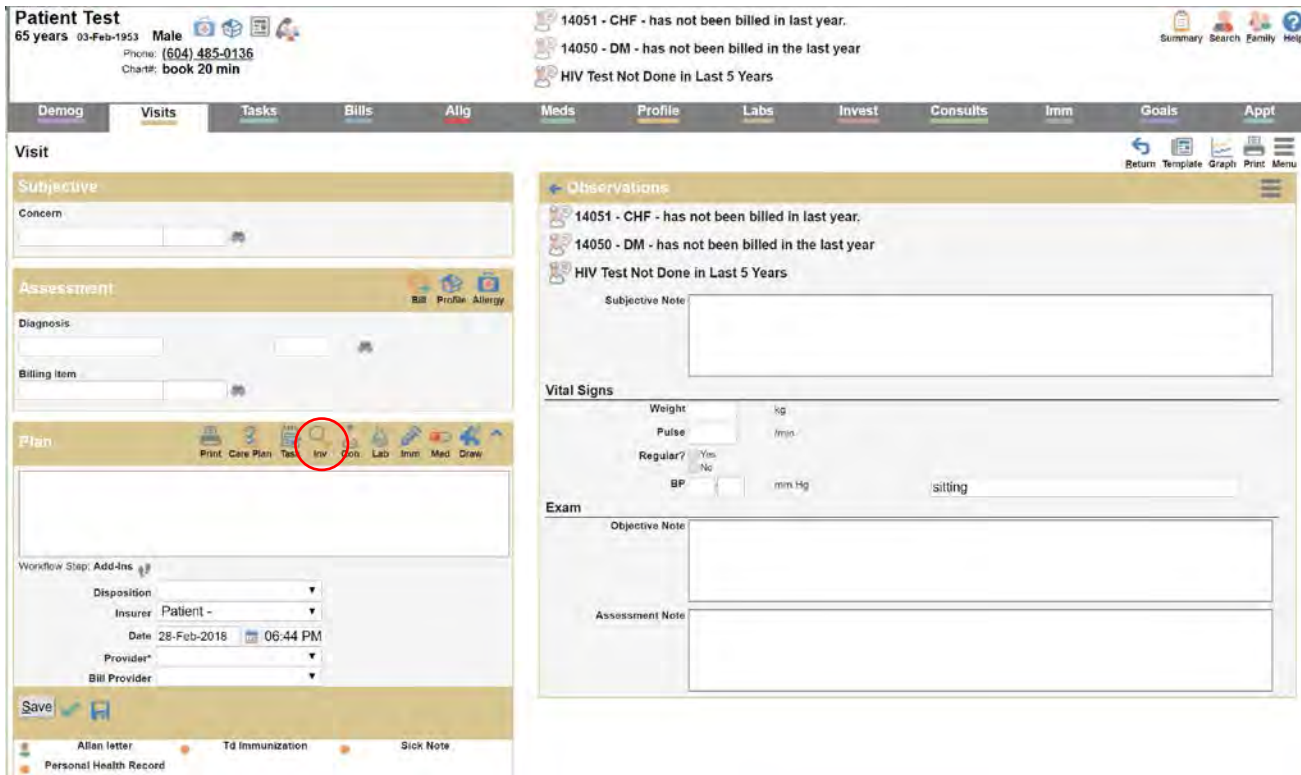 Patient Test
65 years 03-Feb-1953 Male
Phone: (604) 485-0136
Chart#: book 20 min
14051 - CHF - has not been billed in last year.
14050 - DM - has not been billed in the last year
HIV Test Not Done in Last 5 Years
Summary Search Family Help
Demog Visits Tasks Bills Allg Meds Profile Labs Invest Consults Imm Goals Appt
Visit
Return Template Graph Print Menu
Subjective
Concern
Assessment
Bill Profile Allergy
Diagnosis
Billing Item
Plan
Print Care Plan Task Inv Con Lab Imm Med Draw
Workflow Step: Add-Ins
Disposition
Insurer Patient -
Date 28-Feb-2018 06:44 PM
Provider*
Bill Provider
Save
Allan letter Td Immunization Sick Note
Personal Health Record
Observations
14051 - CHF - has not been billed in last year.
14050 - DM - has not been billed in the last year
HIV Test Not Done in Last 5 Years
Subjective Note
Vital Signs
Weight kg
Pulse /min
Regular? Yes
No
BP mm Hg sitting
Exam
Objective Note
Assessment Note